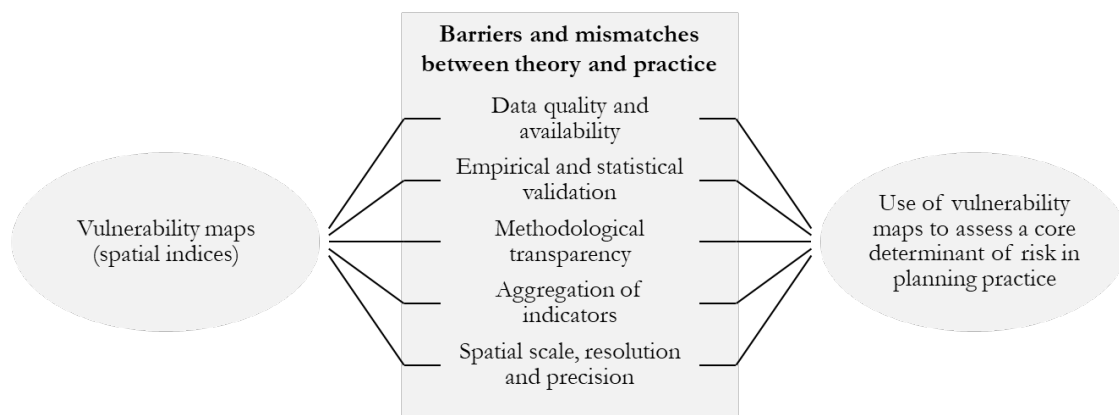 Barriers and mismatches
between theory and practice
Data quality and
availability
Empirical and statistical
validation
Methodological
transparency
Aggregation of
indicators
Spatial scale, resolution
and precision
Vulnerability maps
(spatial indices)
Use of vulnerability
maps to assess a core
determinant of risk in
planning practice